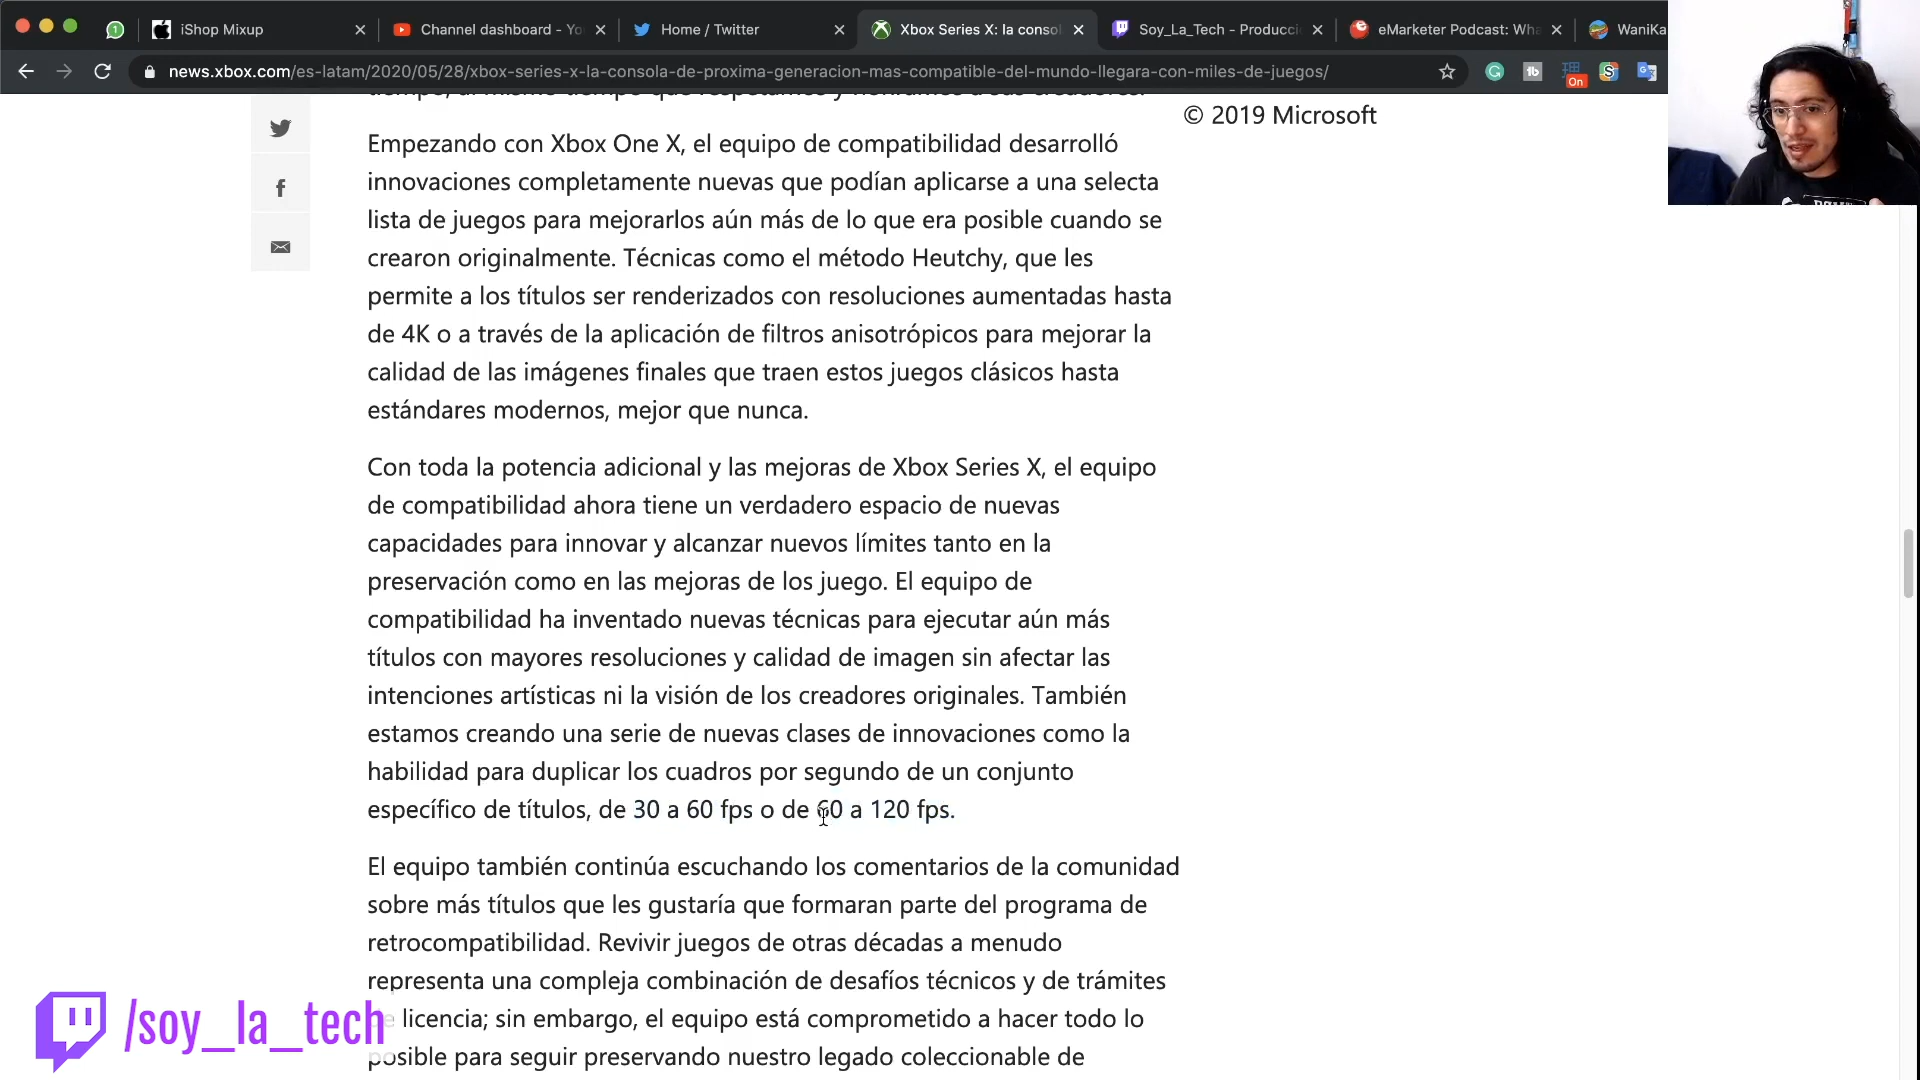 iShop Mixup
Channel dashboard - Yo
Home / Twitter
Xbox Series X: la consol
Soy_La_Tech - Producci
eMarketer Podcast: Wha
WaniKa
news.xbox.com/es-latam/2020/05/28/xbox-series-x-la-consola-de-proxima-generacion-mas-compatible-del-mundo-llegara-con-miles-de-juegos/
On
© 2019 Microsoft
Empezando con Xbox One X, el equipo de compatibilidad desarrolló
innovaciones completamente nuevas que podían aplicarse a una selecta
lista de juegos para mejorarlos aún más de lo que era posible cuando se
crearon originalmente. Técnicas como el método Heutchy, que les
permite a los títulos ser renderizados con resoluciones aumentadas hasta
de 4K o a través de la aplicación de filtros anisotrópicos para mejorar la
calidad de las imágenes finales que traen estos juegos clásicos hasta
estándares modernos, mejor que nunca.
Con toda la potencia adicional y las mejoras de Xbox Series X, el equipo
de compatibilidad ahora tiene un verdadero espacio de nuevas
capacidades para innovar y alcanzar nuevos límites tanto en la
preservación como en las mejoras de los juego. El equipo de
compatibilidad ha inventado nuevas técnicas para ejecutar aún más
títulos con mayores resoluciones y calidad de imagen sin afectar las
intenciones artísticas ni la visión de los creadores originales. También
estamos creando una serie de nuevas clases de innovaciones como la
habilidad para duplicar los cuadros por segundo de un conjunto
específico de títulos, de 30 a 60 fps o de 60 a 120 fps.
El equipo también continúa escuchando los comentarios de la comunidad
sobre más títulos que les gustaría que formaran parte del programa de
retrocompatibilidad. Revivir juegos de otras décadas a menudo
representa una compleja combinación de desafíos técnicos y de trámites
de licencia; sin embargo, el equipo está comprometido a hacer todo lo
posible para seguir preservando nuestro legado coleccionable de
/soy_la_tech